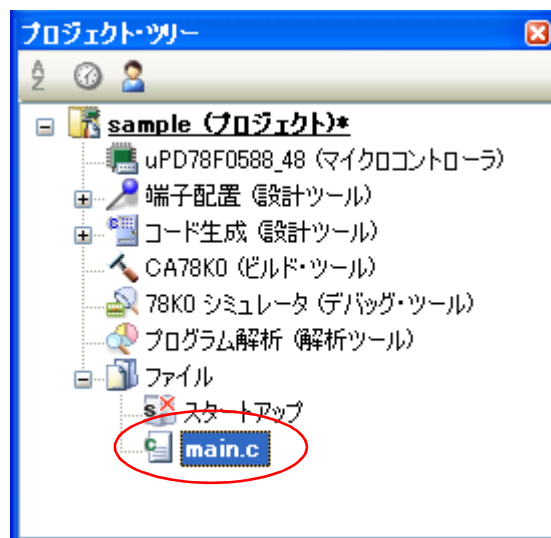 プロジェクト・ツリー
sample (プロジェクト)*
uPD78F0588_48 (マイクロコントローラ)
端子配置 (設計ツール)
コード生成 (設計ツール)
CA78K0 (ビルド・ツール)
78K0 シミュレータ (デバッグ・ツール)
プログラム解析 (解析ツール)
ファイル
スタートアップ
main.c